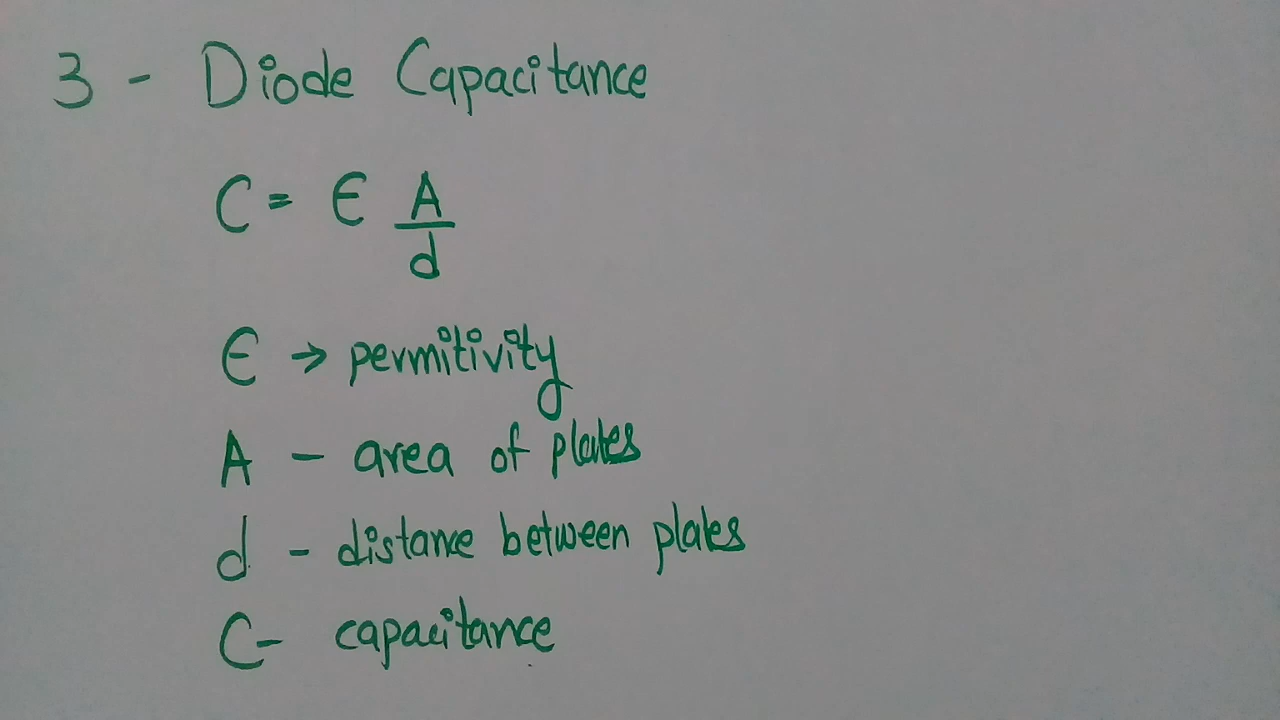 3 - Diode Capacitance
C = ϵ A/d
ϵ → permitivity
A - area of plates
d - distance between plates
C - capacitance